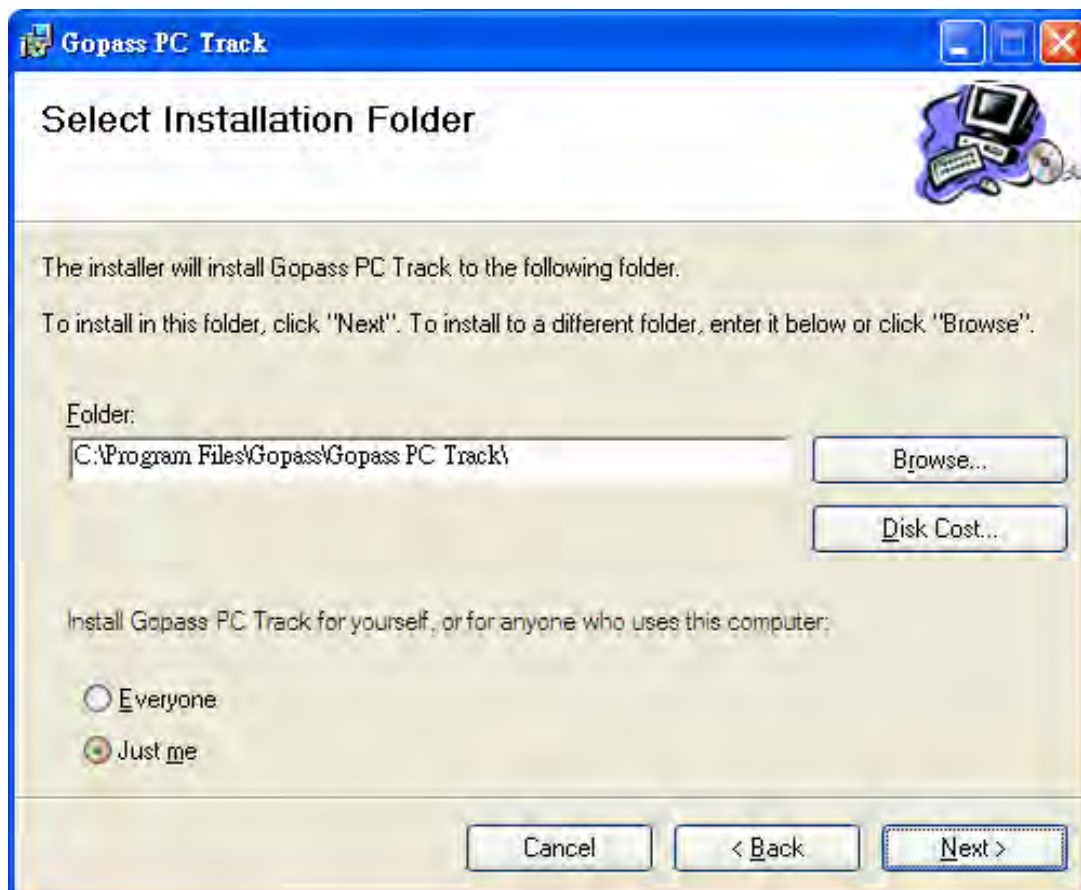 Gopass PC Track
Select Installation Folder
The installer will install Gopass PC Track to the following folder.
To install in this folder, click "Next". To install to a different folder, enter it below or click "Browse".
Folder:
C:\Program Files\Gopass\Gopass PC Track\
Browse...
Disk Cost...
Install Gopass PC Track for yourself, or for anyone who uses this computer:
Everyone
Just me
Cancel
< Back
Next >